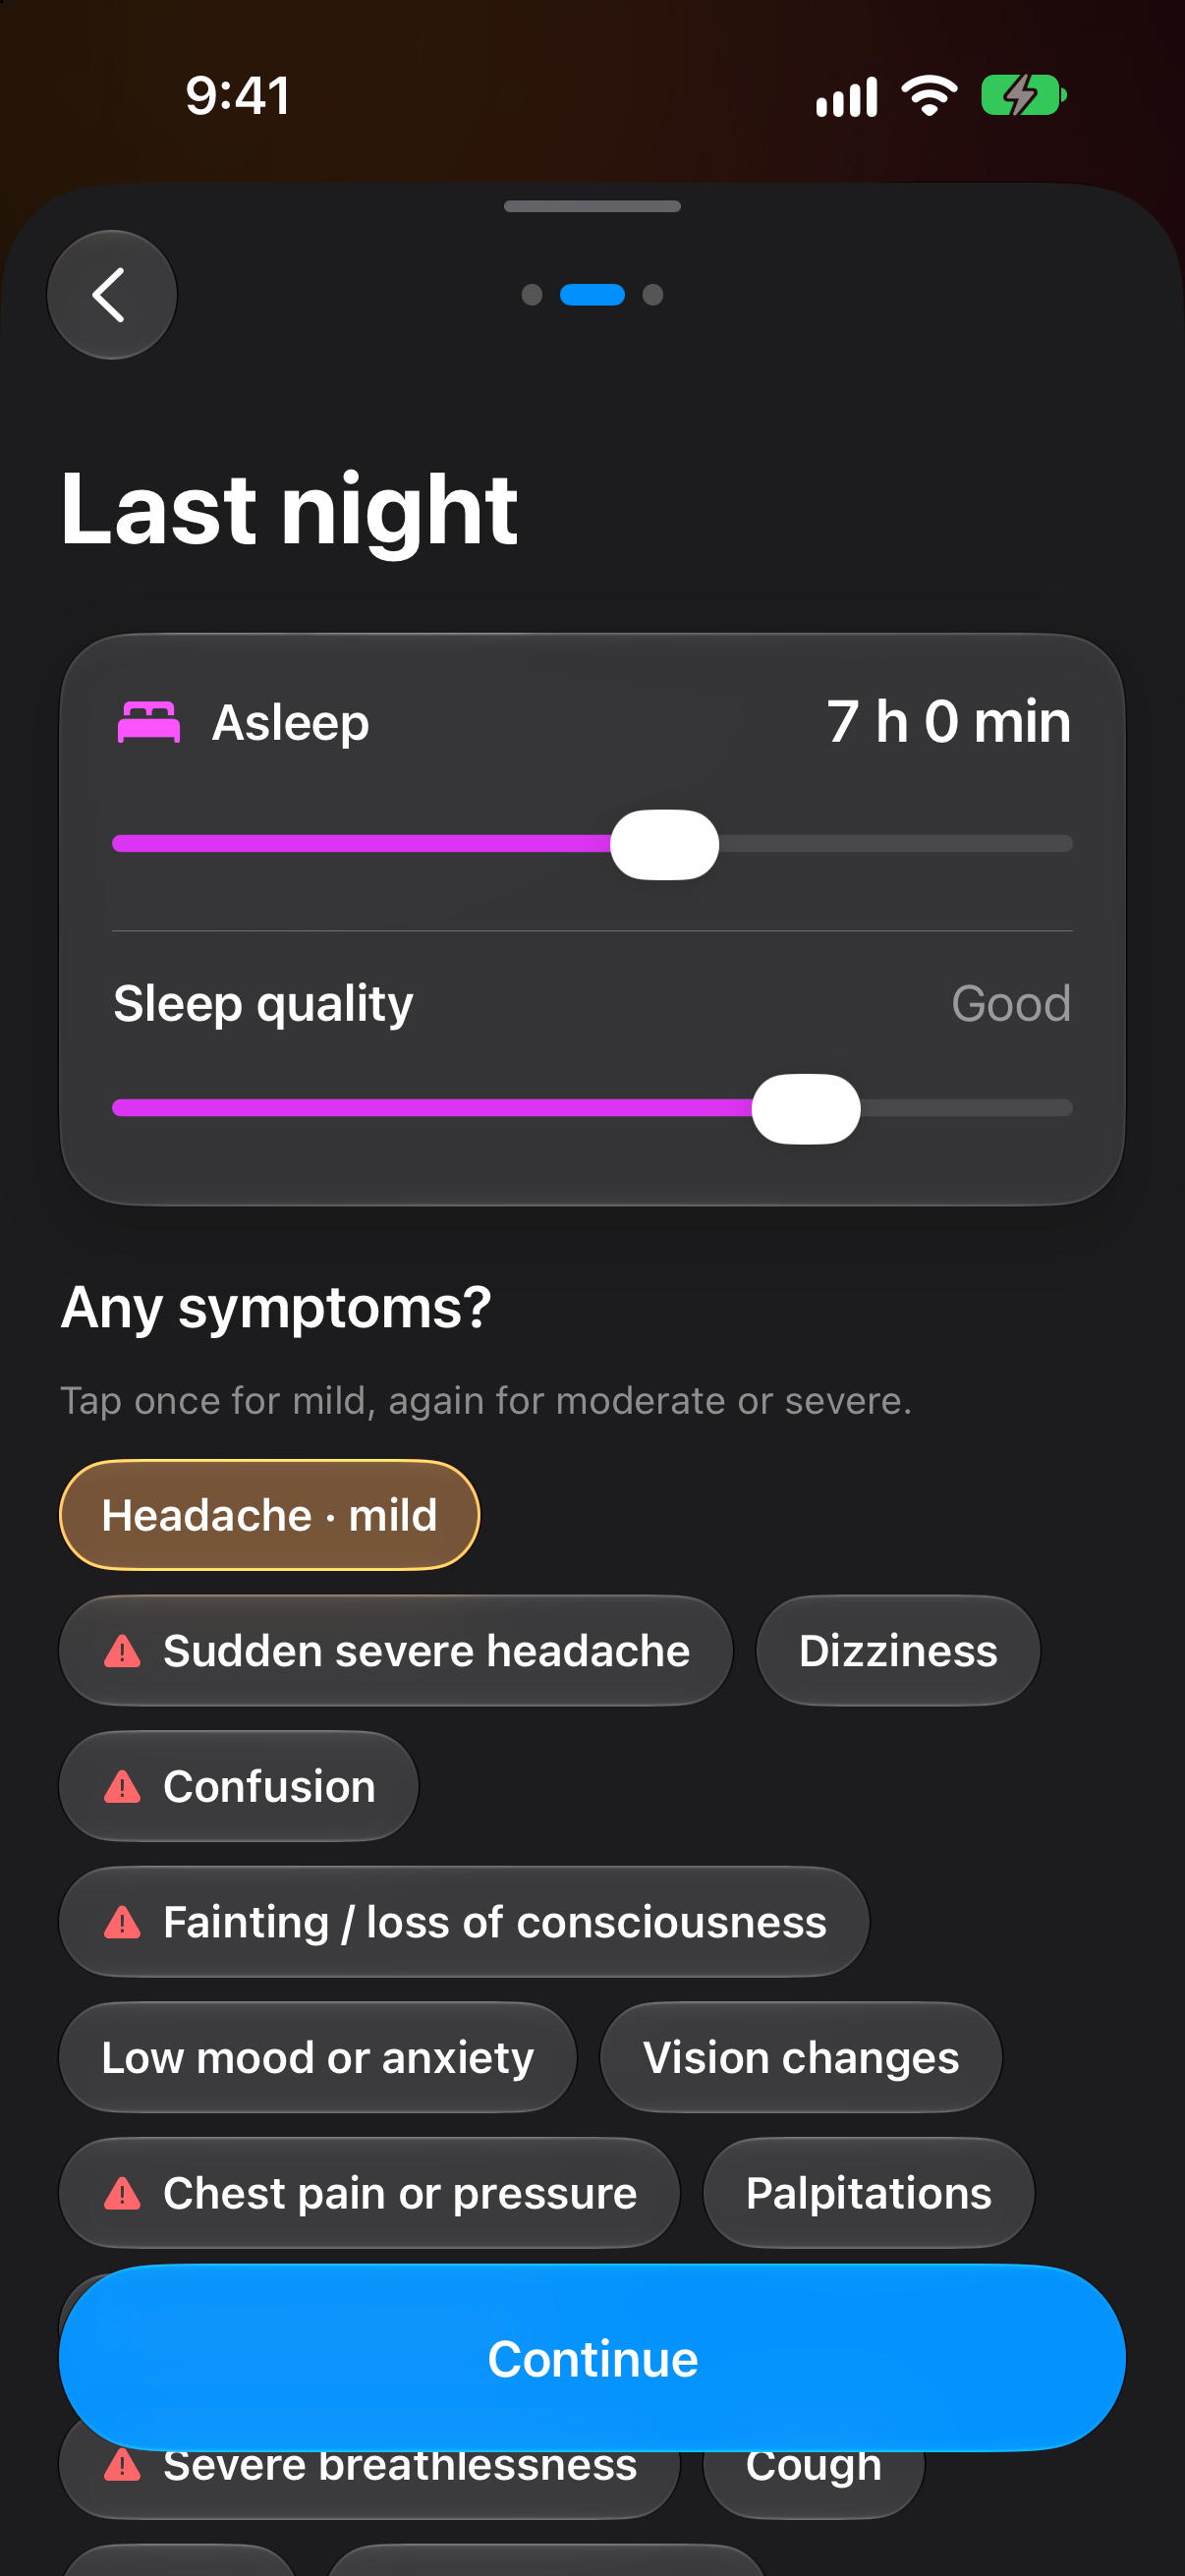 9:41
Last night
Asleep 7 h 0 min
Sleep quality Good
Any symptoms?
Tap once for mild, again for moderate or severe.
Headache · mild
Sudden severe headache Dizziness
Confusion
Fainting / loss of consciousness
Low mood or anxiety Vision changes
Chest pain or pressure Palpitations
Continue
Severe breathlessness Cough